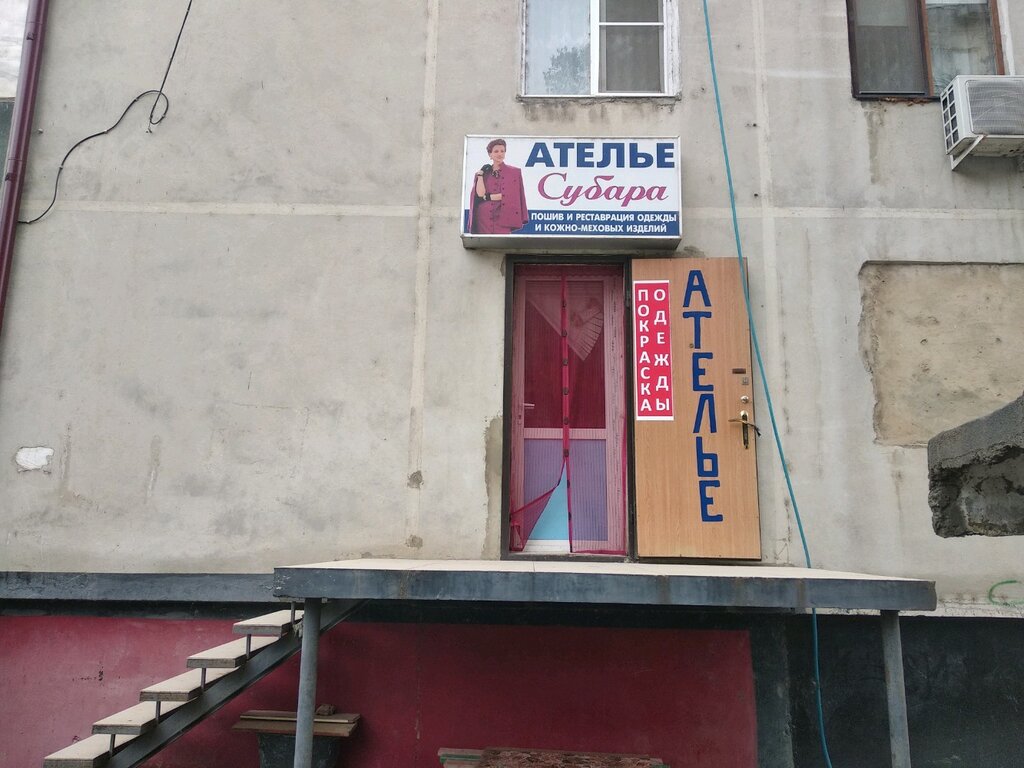 АТЕЛЬЕ
Субара
ПОШИВ И РЕСТАВРАЦИЯ ОДЕЖДЫ
И КОЖНО-МЕХОВЫХ ИЗДЕЛИЙ
ПОКРАСКА
ОДЕЖДЫ
АТЕЛЬЕ